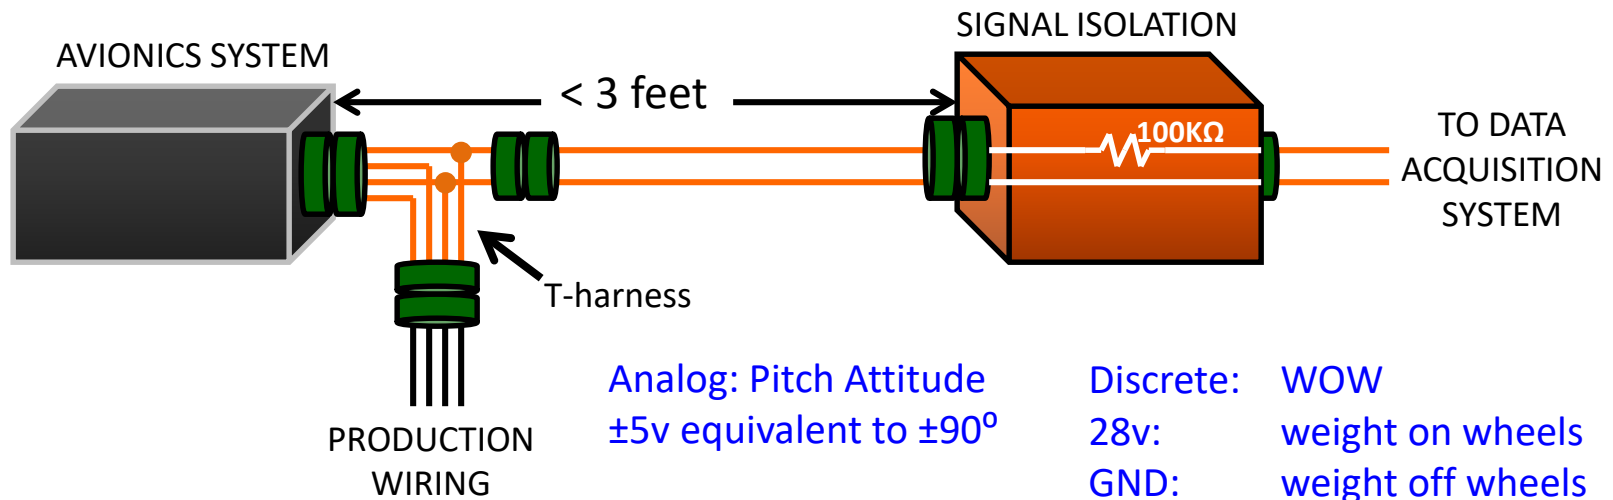 SIGNAL ISOLATION
AVIONICS SYSTEM
< 3 feet
100KΩ
TO DATA
ACQUISITION
SYSTEM
T-harness
PRODUCTION
WIRING
Analog: Pitch Attitude
±5v equivalent to ±90⁰
Discrete: WOW
28v: weight on wheels
GND: weight off wheels